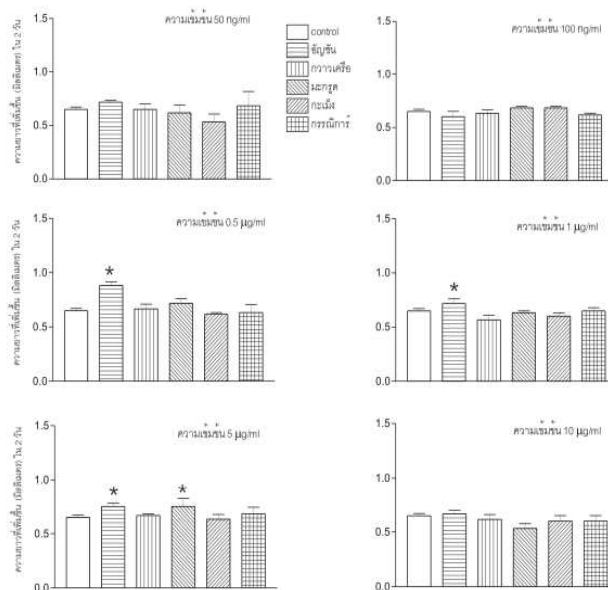 ความเข้มข้น 50 ng/ml
ความยาวที่เพิ่มขึ้น (มิลลิเมตร) ใน 2 วัน
1.5
1.0
0.5
0.0
control
อัญชัน
กวาวเครือ
มะกรูด
กะเม็ง
กรรณิการ์
ความเข้มข้น 100 ng/ml
1.5
1.0
0.5
0.0
ความเข้มข้น 0.5 µg/ml
ความยาวที่เพิ่มขึ้น (มิลลิเมตร) ใน 2 วัน
1.5
1.0
0.5
0.0
*
ความเข้มข้น 1 µg/ml
1.5
1.0
0.5
0.0
*
ความเข้มข้น 5 µg/ml
ความยาวที่เพิ่มขึ้น (มิลลิเมตร) ใน 2 วัน
1.5
1.0
0.5
0.0
* *
ความเข้มข้น 10 µg/ml
1.5
1.0
0.5
0.0